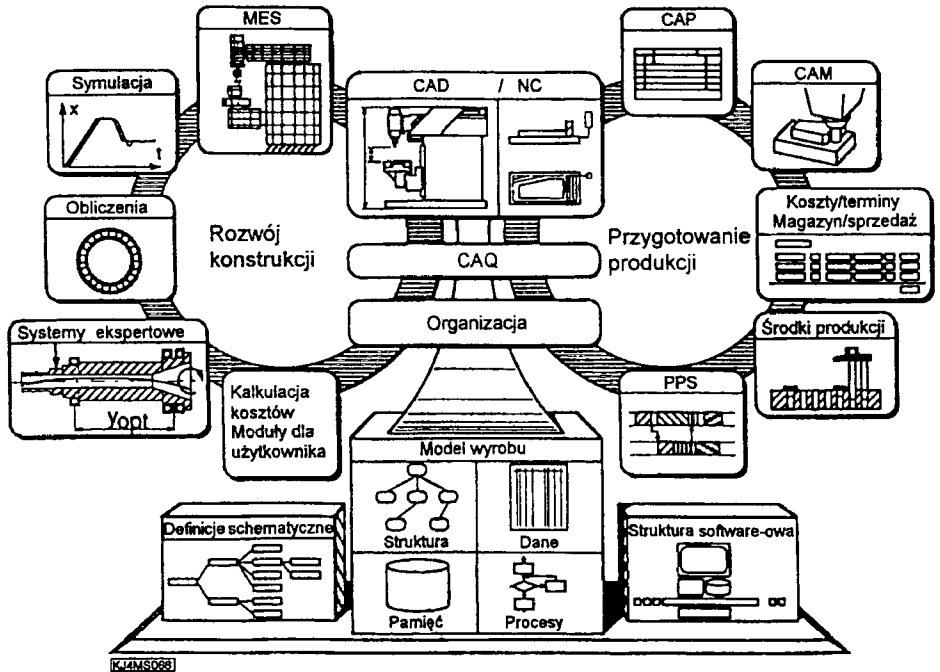 MES
CAP
CAD / NC
Symulacja
CAM
x
t
Obliczenia
Koszty/terminy
Magazyn/sprzedaż
Rozwój
konstrukcji
Przygotowanie
produkcji
CAQ
Organizacja
Systemy ekspertowe
yopt
Środki produkcji
Kalkulacja
kosztów
Moduły dla
użytkownika
PPS
Model wyrobu
Struktura
Dane
Pamięć
Procesy
Definicje schematyczne
Struktura software-owa
KJ4MS068